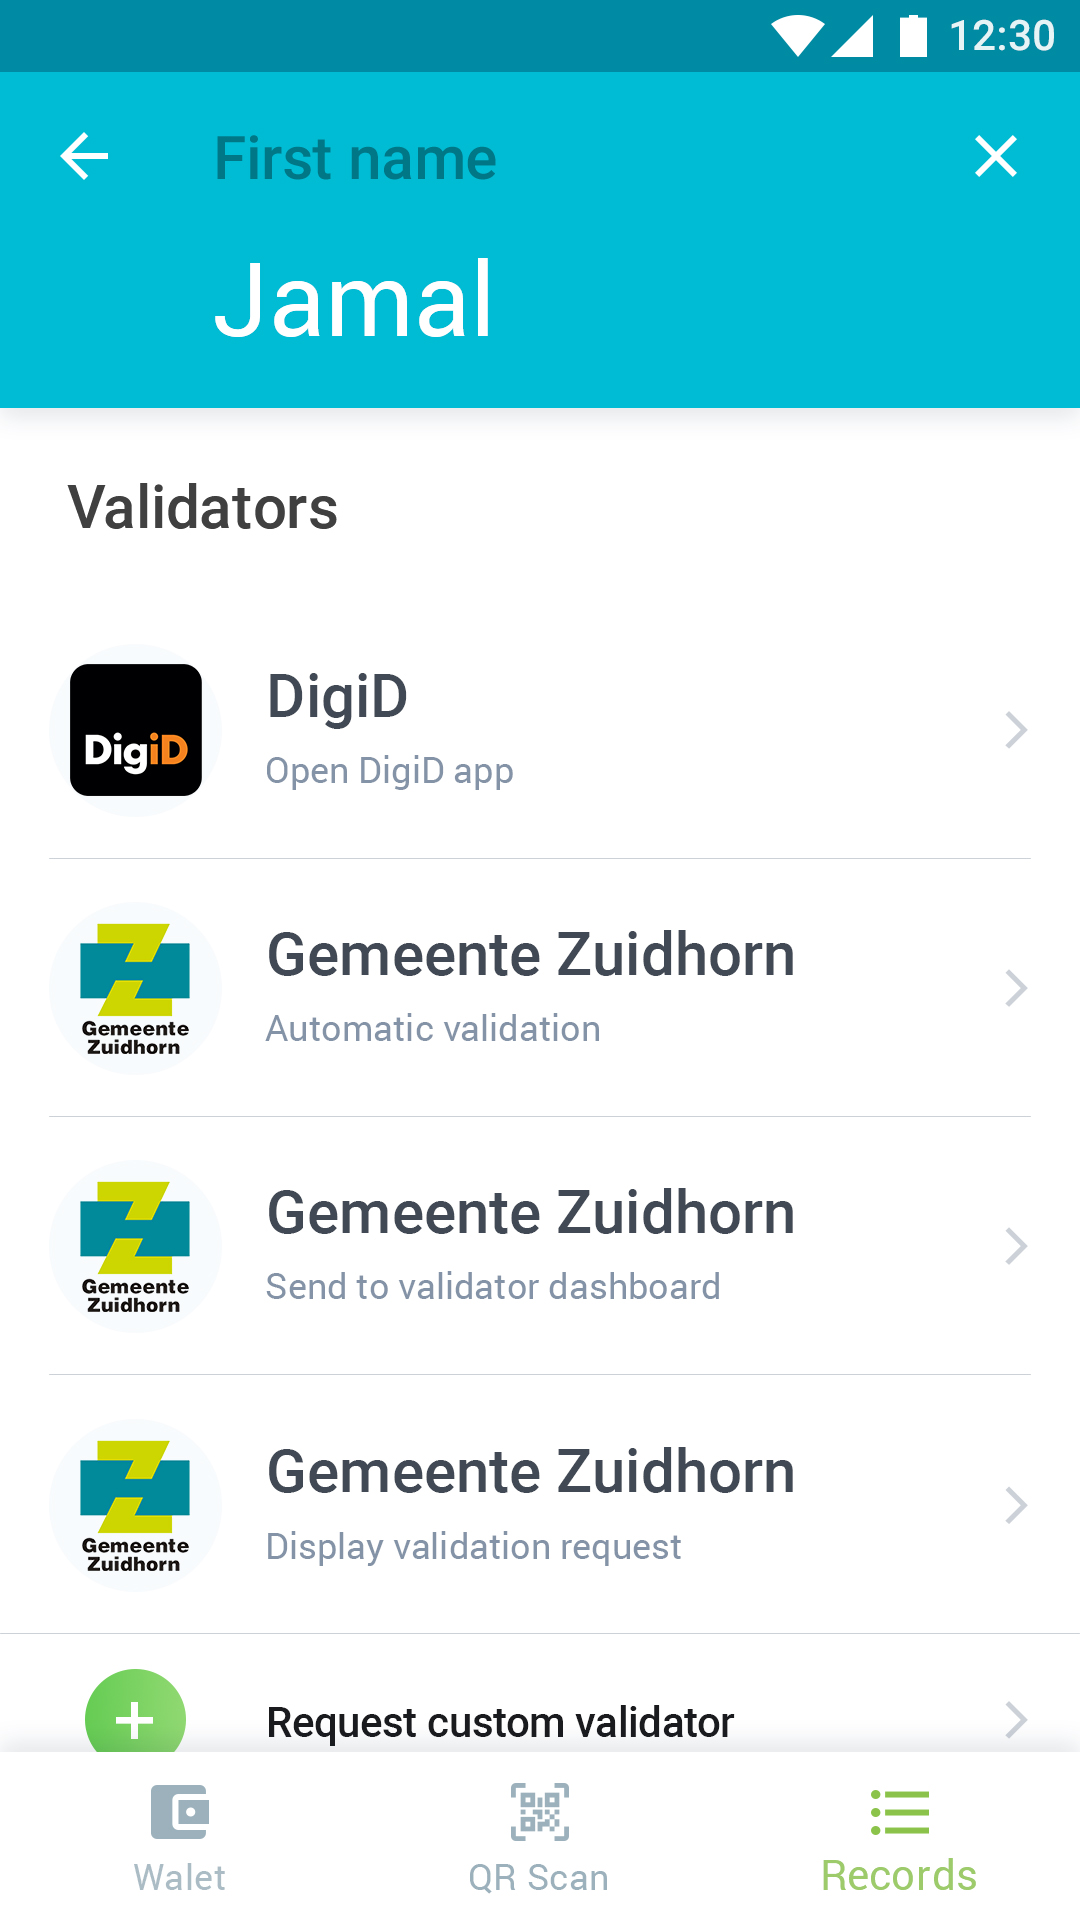 12:30
First name
Jamal
Validators
DigiD
DigiD
Open DigiD app
Gemeente
Zuidhorn
Gemeente Zuidhorn
Automatic validation
Gemeente
Zuidhorn
Gemeente Zuidhorn
Send to validator dashboard
Gemeente
Zuidhorn
Gemeente Zuidhorn
Display validation request
Request custom validator
Walet
QR Scan
Records